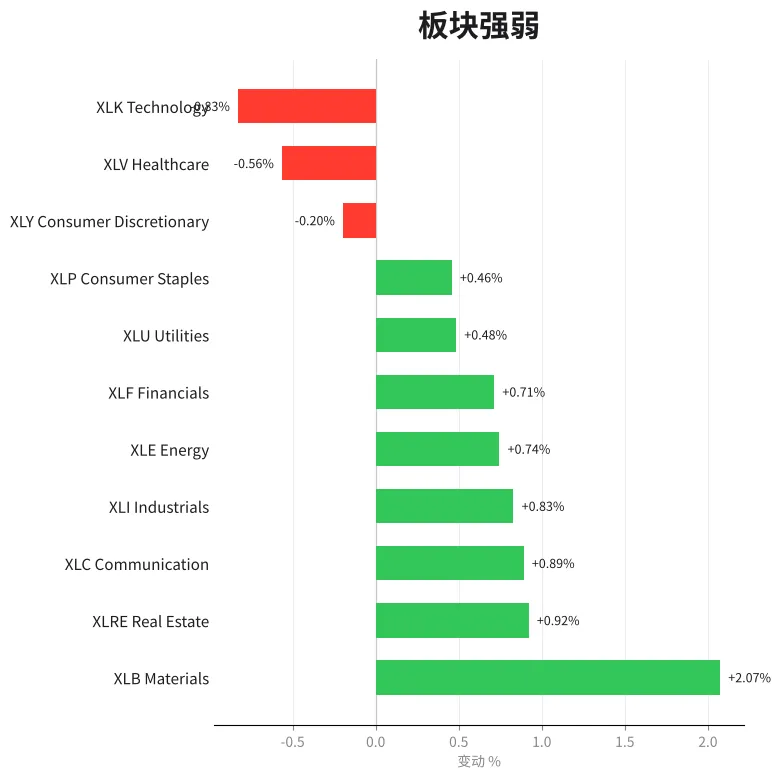 板块强弱
XLK Technology -0.83%
XLV Healthcare -0.56%
XLY Consumer Discretionary -0.20%
XLP Consumer Staples +0.46%
XLU Utilities +0.48%
XLF Financials +0.71%
XLE Energy +0.74%
XLI Industrials +0.83%
XLC Communication +0.89%
XLRE Real Estate +0.92%
XLB Materials +2.07%
-0.5 0.0 0.5 1.0 1.5 2.0
变动 %